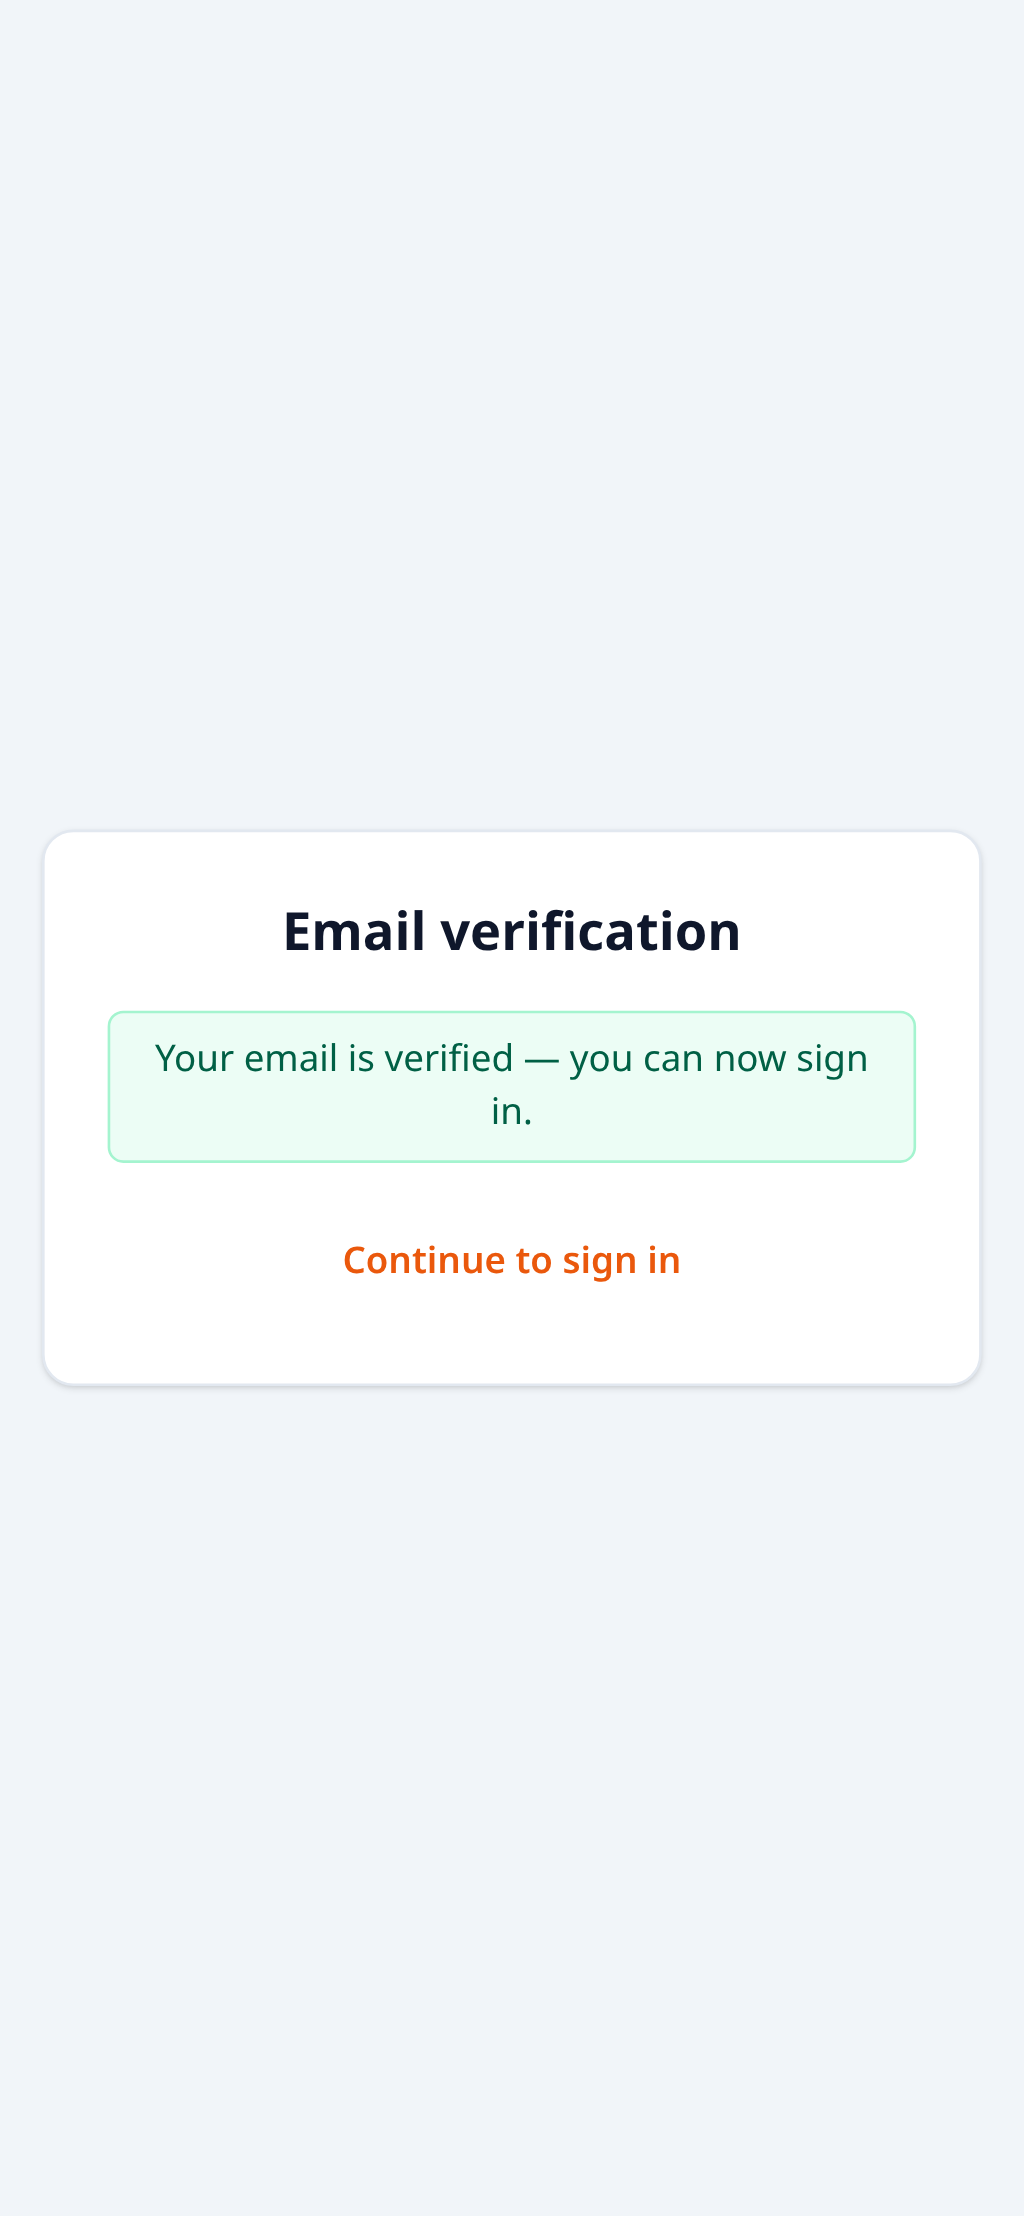 Email verification
Your email is verified — you can now sign
in.
Continue to sign in